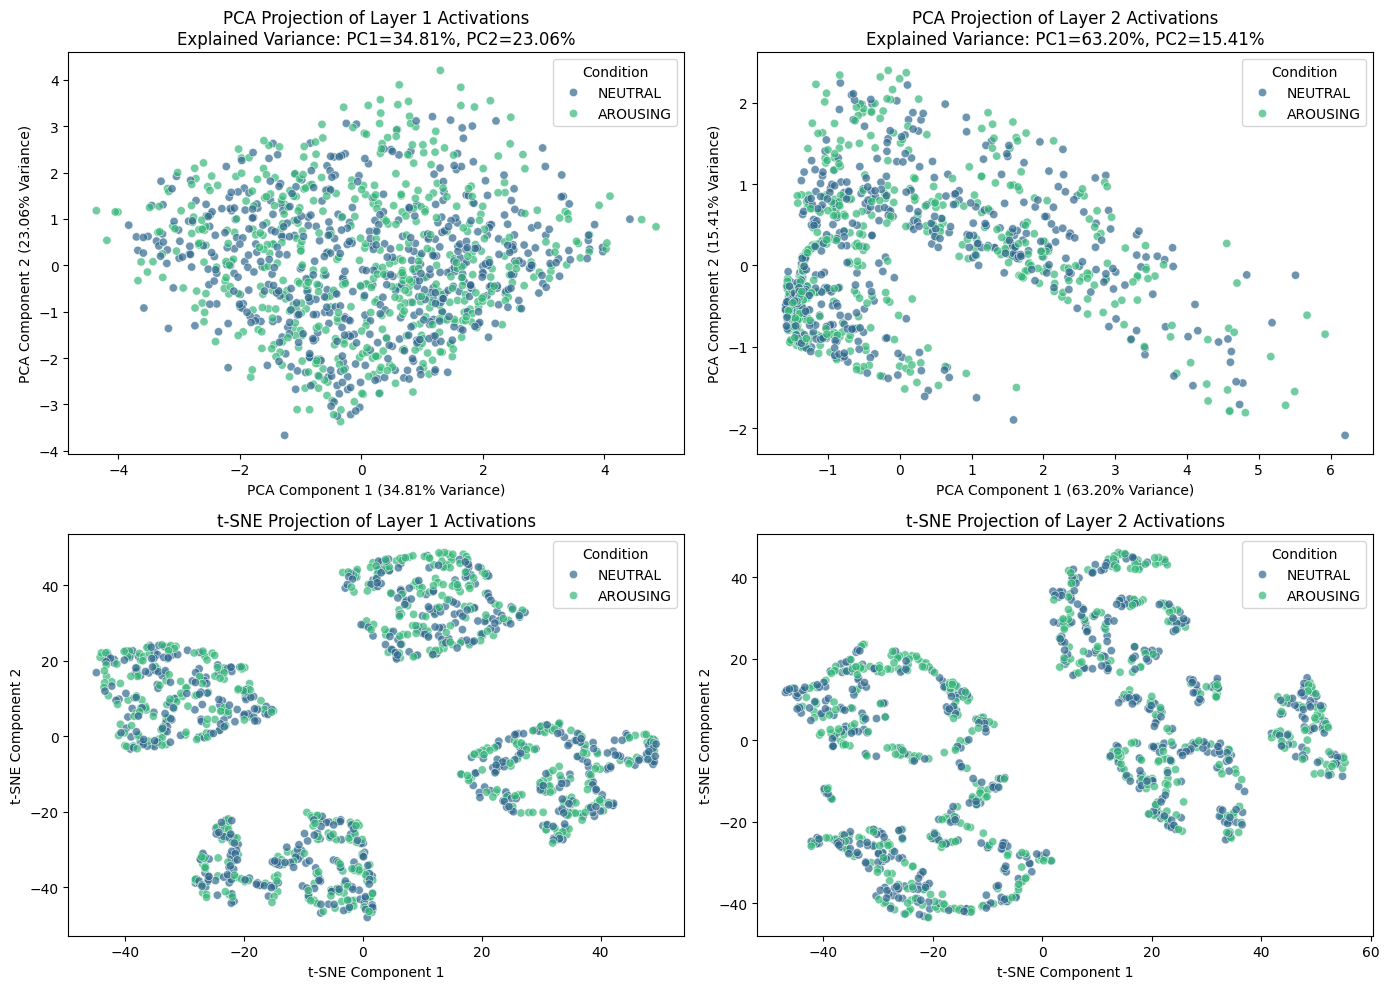 PCA Projection of Layer 1 Activations
Explained Variance: PC1=34.81%, PC2=23.06%
Condition
NEUTRAL
AROUSING
PCA Component 2 (23.06% Variance)
4
3
2
1
0
−1
−2
−3
−4
−4
−2
0
2
4
PCA Component 1 (34.81% Variance)
PCA Projection of Layer 2 Activations
Explained Variance: PC1=63.20%, PC2=15.41%
Condition
NEUTRAL
AROUSING
PCA Component 2 (15.41% Variance)
2
1
0
−1
−2
−1
0
1
2
3
4
5
6
PCA Component 1 (63.20% Variance)
t-SNE Projection of Layer 1 Activations
Condition
NEUTRAL
AROUSING
t-SNE Component 2
40
20
0
−20
−40
−40
−20
0
20
40
t-SNE Component 1
t-SNE Projection of Layer 2 Activations
Condition
NEUTRAL
AROUSING
t-SNE Component 2
40
20
0
−20
−40
−40
−20
0
20
40
60
t-SNE Component 1